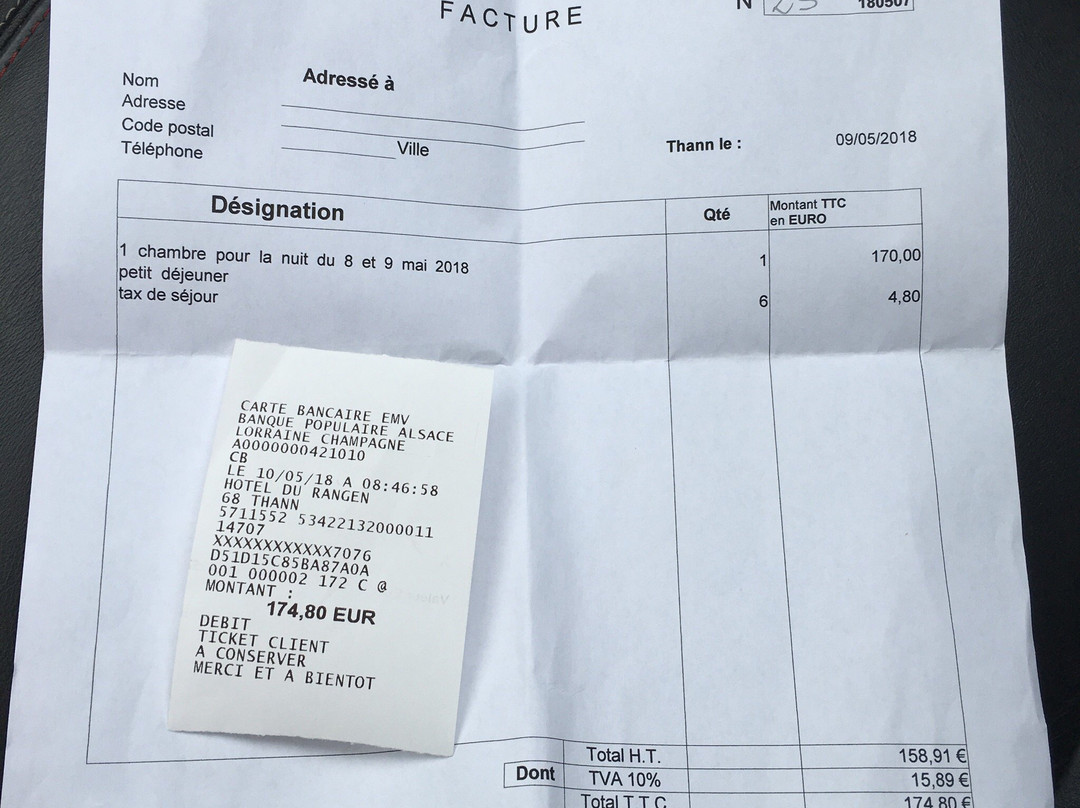 FACTURE
N 180507
Nom
Adressé à
Adresse
Code postal
Téléphone
Ville
Thann le : 09/05/2018
Désignation Qté Montant TTC
en EURO
1 chambre pour la nuit du 8 et 9 mai 2018 1 170,00
petit déjeuner
tax de séjour 6 4,80
CARTE BANCAIRE EMV
BANQUE POPULAIRE ALSACE
LORRAINE CHAMPAGNE
A0000000421010
CB
LE 10/05/18 A 08:46:58
HOTEL DU RANGEN
68 THANN
5711552 53422132000011
14707
XXXXXXXXXXXX7076
D51D15C85BA87A0A
001 000002 172 C @
MONTANT :
174,80 EUR
DEBIT
TICKET CLIENT
A CONSERVER
MERCI ET A BIENTOT
Total H.T. 158,91 €
Dont TVA 10% 15,89 €
Total T.T.C. 174,80 €